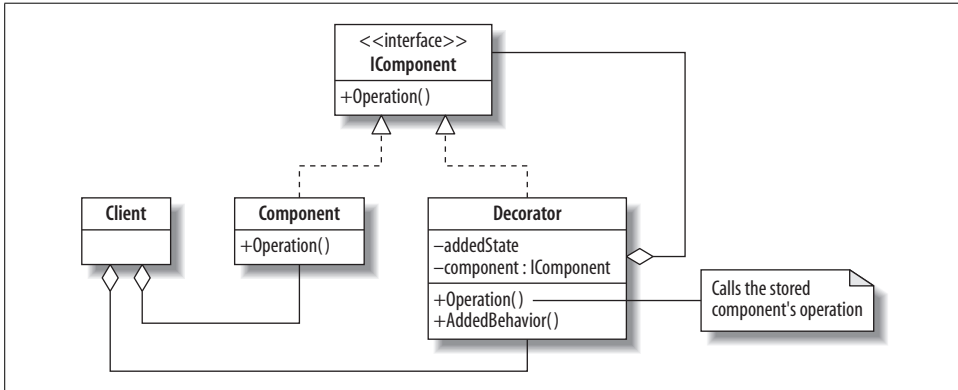 <<interface>>
IComponent
+Operation()
Client
Component
+Operation()
Decorator
–addedState
–component : IComponent
+Operation()
+AddedBehavior()
Calls the stored
component's operation